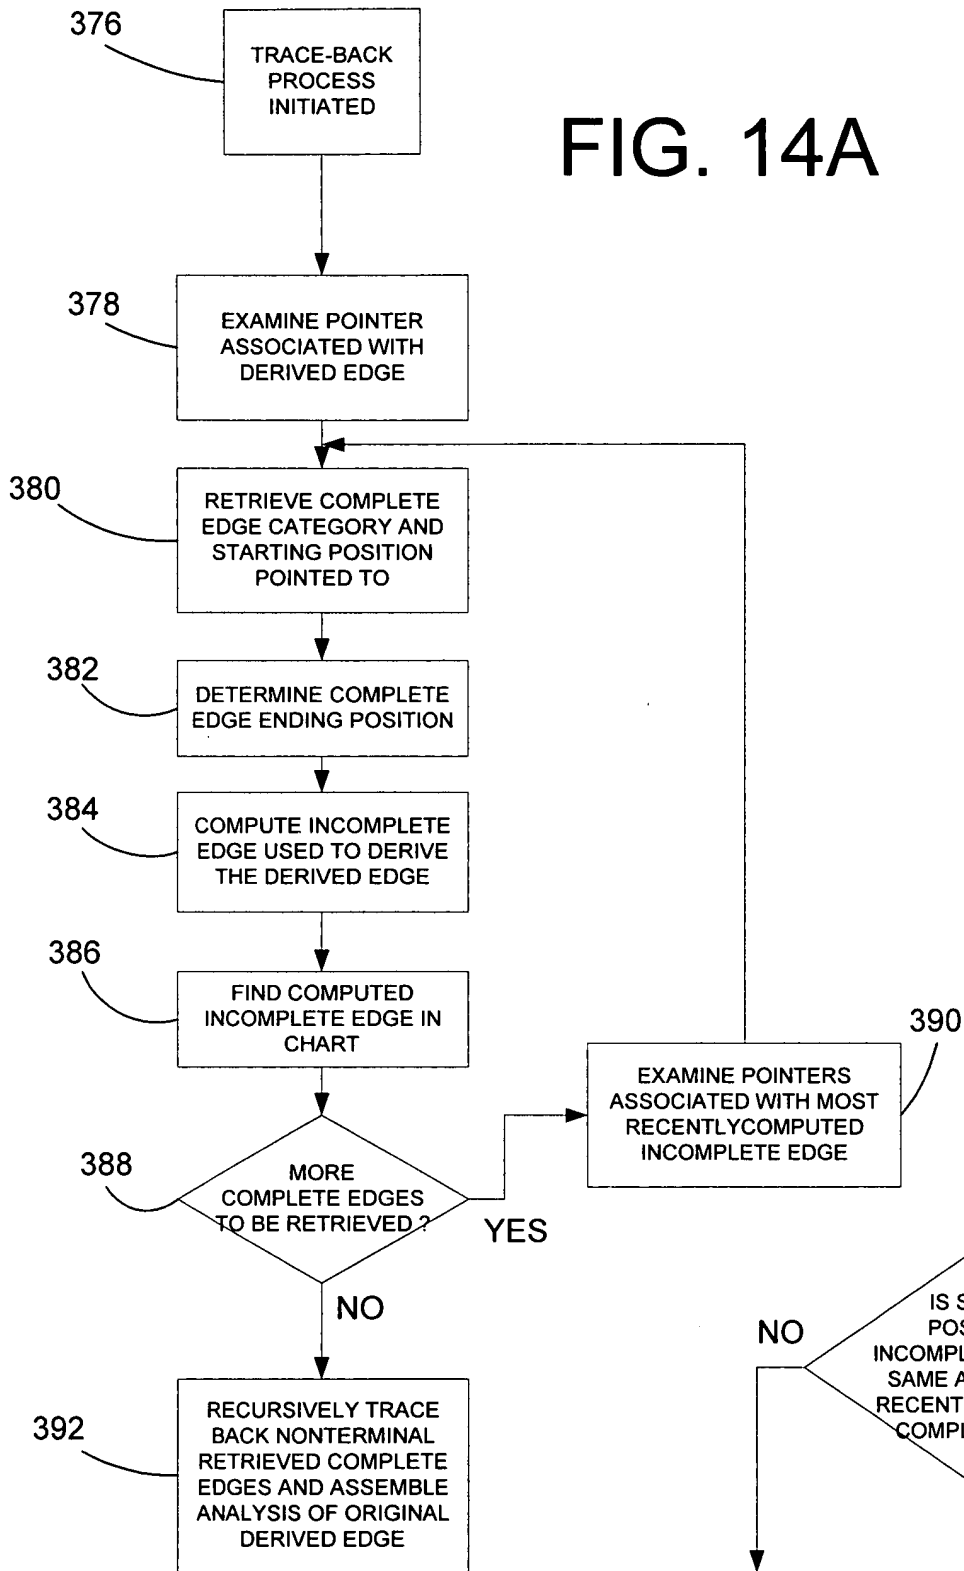 376
TRACE-BACK
PROCESS
INITIATED
FIG. 14A
378
EXAMINE POINTER
ASSOCIATED WITH
DERIVED EDGE
380
RETRIEVE COMPLETE
EDGE CATEGORY AND
STARTING POSITION
POINTED TO
382
DETERMINE COMPLETE
EDGE ENDING POSITION
384
COMPUTE INCOMPLETE
EDGE USED TO DERIVE
THE DERIVED EDGE
386
FIND COMPUTED
INCOMPLETE EDGE IN
CHART
390
EXAMINE POINTERS
ASSOCIATED WITH MOST
RECENTLYCOMPUTED
INCOMPLETE EDGE
388
MORE
COMPLETE EDGES
TO BE RETRIEVED ?
YES
NO
392
RECURSIVELY TRACE
BACK NONTERMINAL
RETRIEVED COMPLETE
EDGES AND ASSEMBLE
ANALYSIS OF ORIGINAL
DERIVED EDGE
NO
IS
SAME